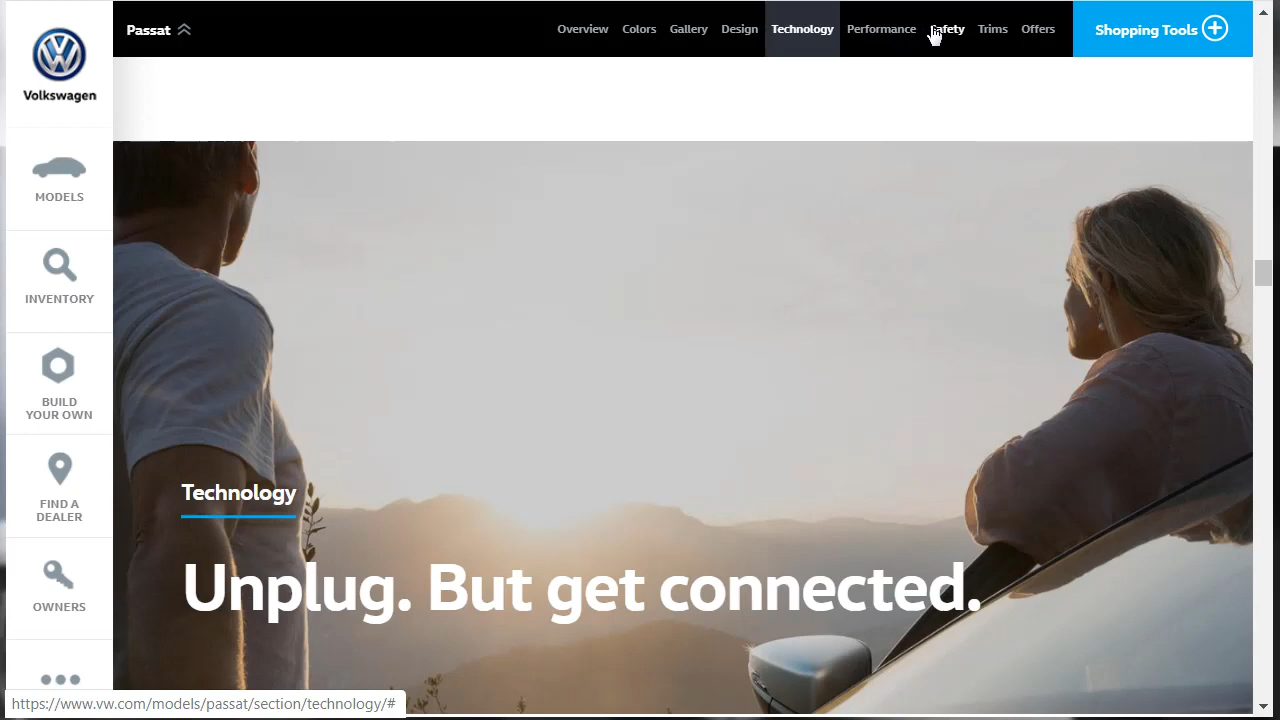 Passat
Overview
Colors
Gallery
Design
Technology
Performance
Safety
Trims
Offers
Shopping Tools
Volkswagen
MODELS
INVENTORY
BUILD
YOUR OWN
FIND A
DEALER
OWNERS
Technology
Unplug. But get connected.
https://www.vw.com/models/passat/section/technology/#